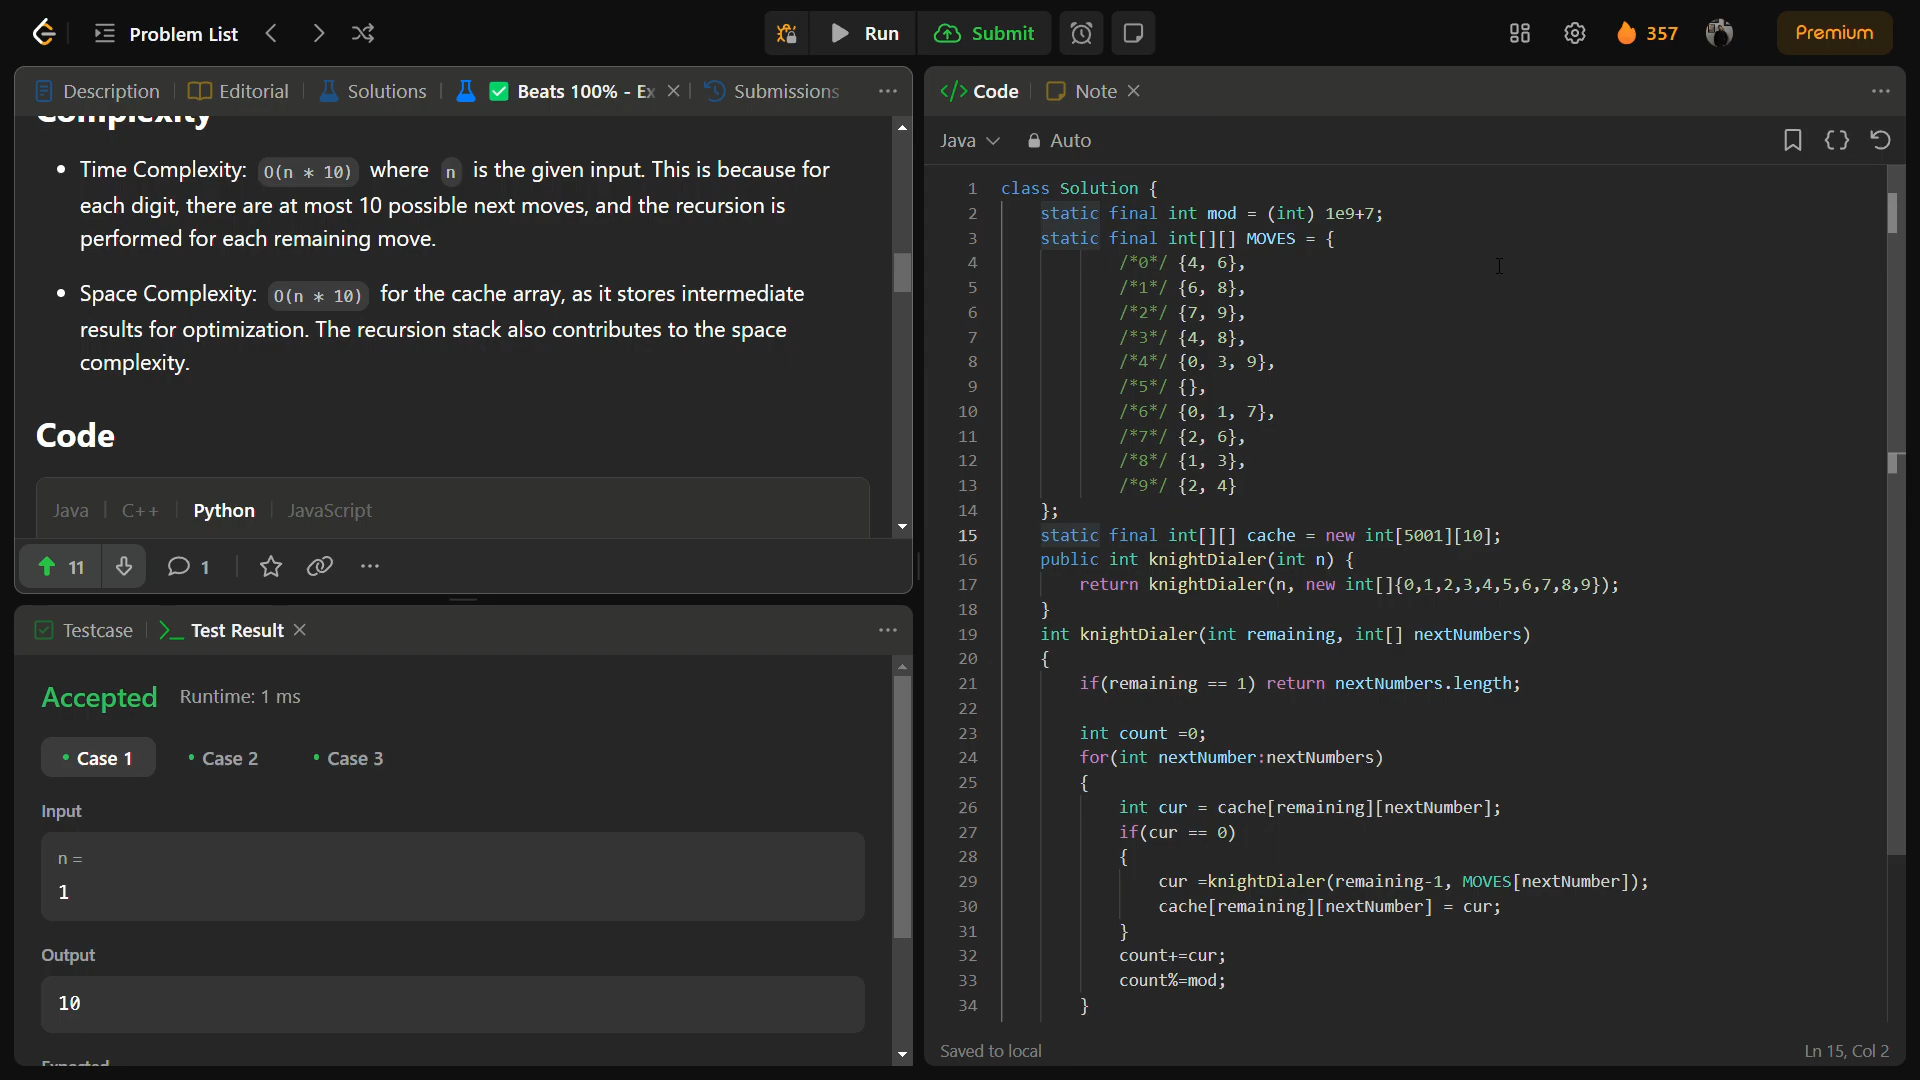 Problem List
Run
Submit
357
Premium
Description
Editorial
Solutions
Beats 100% - Ex
Submissions
Complexity
• Time Complexity: O(n * 10) where n is the given input. This is because for
each digit, there are at most 10 possible next moves, and the recursion is
performed for each remaining move.
• Space Complexity: O(n * 10) for the cache array, as it stores intermediate
results for optimization. The recursion stack also contributes to the space
complexity.
Code
Java
C++
Python
JavaScript
11
1
Testcase
Test Result
Accepted
Runtime: 1 ms
• Case 1
• Case 2
• Case 3
Input
n =
1
Output
10
Expected
</> Code
Note
Java
Auto
1 class Solution {
2 static final int mod = (int) 1e9+7;
3 static final int[][] MOVES = {
4 /*0*/ {4, 6},
5 /*1*/ {6, 8},
6 /*2*/ {7, 9},
7 /*3*/ {4, 8},
8 /*4*/ {0, 3, 9},
9 /*5*/ {},
10 /*6*/ {0, 1, 7},
11 /*7*/ {2, 6},
12 /*8*/ {1, 3},
13 /*9*/ {2, 4}
14 };
15 static final int[][] cache = new int[5001][10];
16 public int knightDialer(int n) {
17 return knightDialer(n, new int[]{0,1,2,3,4,5,6,7,8,9});
18 }
19 int knightDialer(int remaining, int[] nextNumbers)
20 {
21 if(remaining == 1) return nextNumbers.length;
22
23 int count =0;
24 for(int nextNumber:nextNumbers)
25 {
26 int cur = cache[remaining][nextNumber];
27 if(cur == 0)
28 {
29 cur =knightDialer(remaining-1, MOVES[nextNumber]);
30 cache[remaining][nextNumber] = cur;
31 }
32 count+=cur;
33 count%=mod;
34 }
Saved to local
Ln 15, Col 2